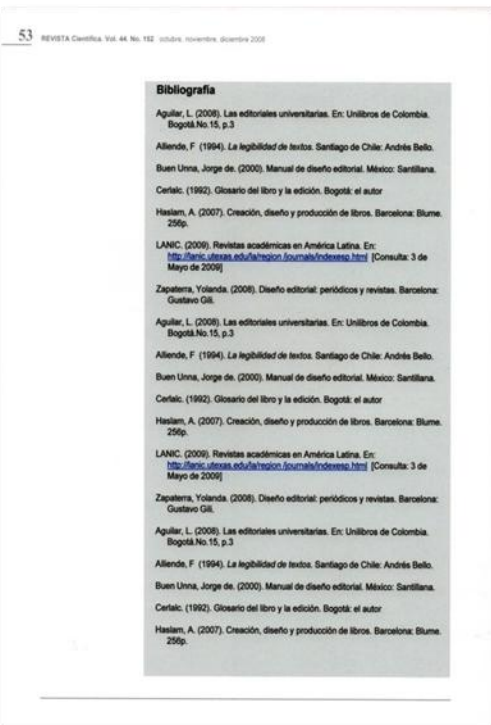 53 REVISTA Científica. Vol. 44. No. 152 octubre, noviembre, diciembre 2008
Bibliografía
Aguilar, L. (2008). Las editoriales universitarias. En: Unilibros de Colombia.
Bogotá.No.15, p.3
Alliende, F (1994). La legibilidad de textos. Santiago de Chile: Andrés Bello.
Buen Unna, Jorge de. (2000). Manual de diseño editorial. México: Santillana.
Cerlalc. (1992). Glosario del libro y la edición. Bogotá: el autor
Haslam, A. (2007). Creación, diseño y producción de libros. Barcelona: Blume.
256p.
LANIC. (2009). Revistas académicas en América Latina. En:
http://lanic.utexas.edu/la/region/journals/indexesp.html [Consulta: 3 de
Mayo de 2009]
Zapaterra, Yolanda. (2008). Diseño editorial: periódicos y revistas. Barcelona:
Gustavo Gili.
Aguilar, L. (2008). Las editoriales universitarias. En: Unilibros de Colombia.
Bogotá.No.15, p.3
Alliende, F (1994). La legibilidad de textos. Santiago de Chile: Andrés Bello.
Buen Unna, Jorge de. (2000). Manual de diseño editorial. México: Santillana.
Cerlalc. (1992). Glosario del libro y la edición. Bogotá: el autor
Haslam, A. (2007). Creación, diseño y producción de libros. Barcelona: Blume.
256p.
LANIC. (2009). Revistas académicas en América Latina. En:
http://lanic.utexas.edu/la/region/journals/indexesp.html [Consulta: 3 de
Mayo de 2009]
Zapaterra, Yolanda. (2008). Diseño editorial: periódicos y revistas. Barcelona:
Gustavo Gili.
Aguilar, L. (2008). Las editoriales universitarias. En: Unilibros de Colombia.
Bogotá.No.15, p.3
Alliende, F (1994). La legibilidad de textos. Santiago de Chile: Andrés Bello.
Buen Unna, Jorge de. (2000). Manual de diseño editorial. México: Santillana.
Cerlalc. (1992). Glosario del libro y la edición. Bogotá: el autor
Haslam, A. (2007). Creación, diseño y producción de libros. Barcelona: Blume.
256p.